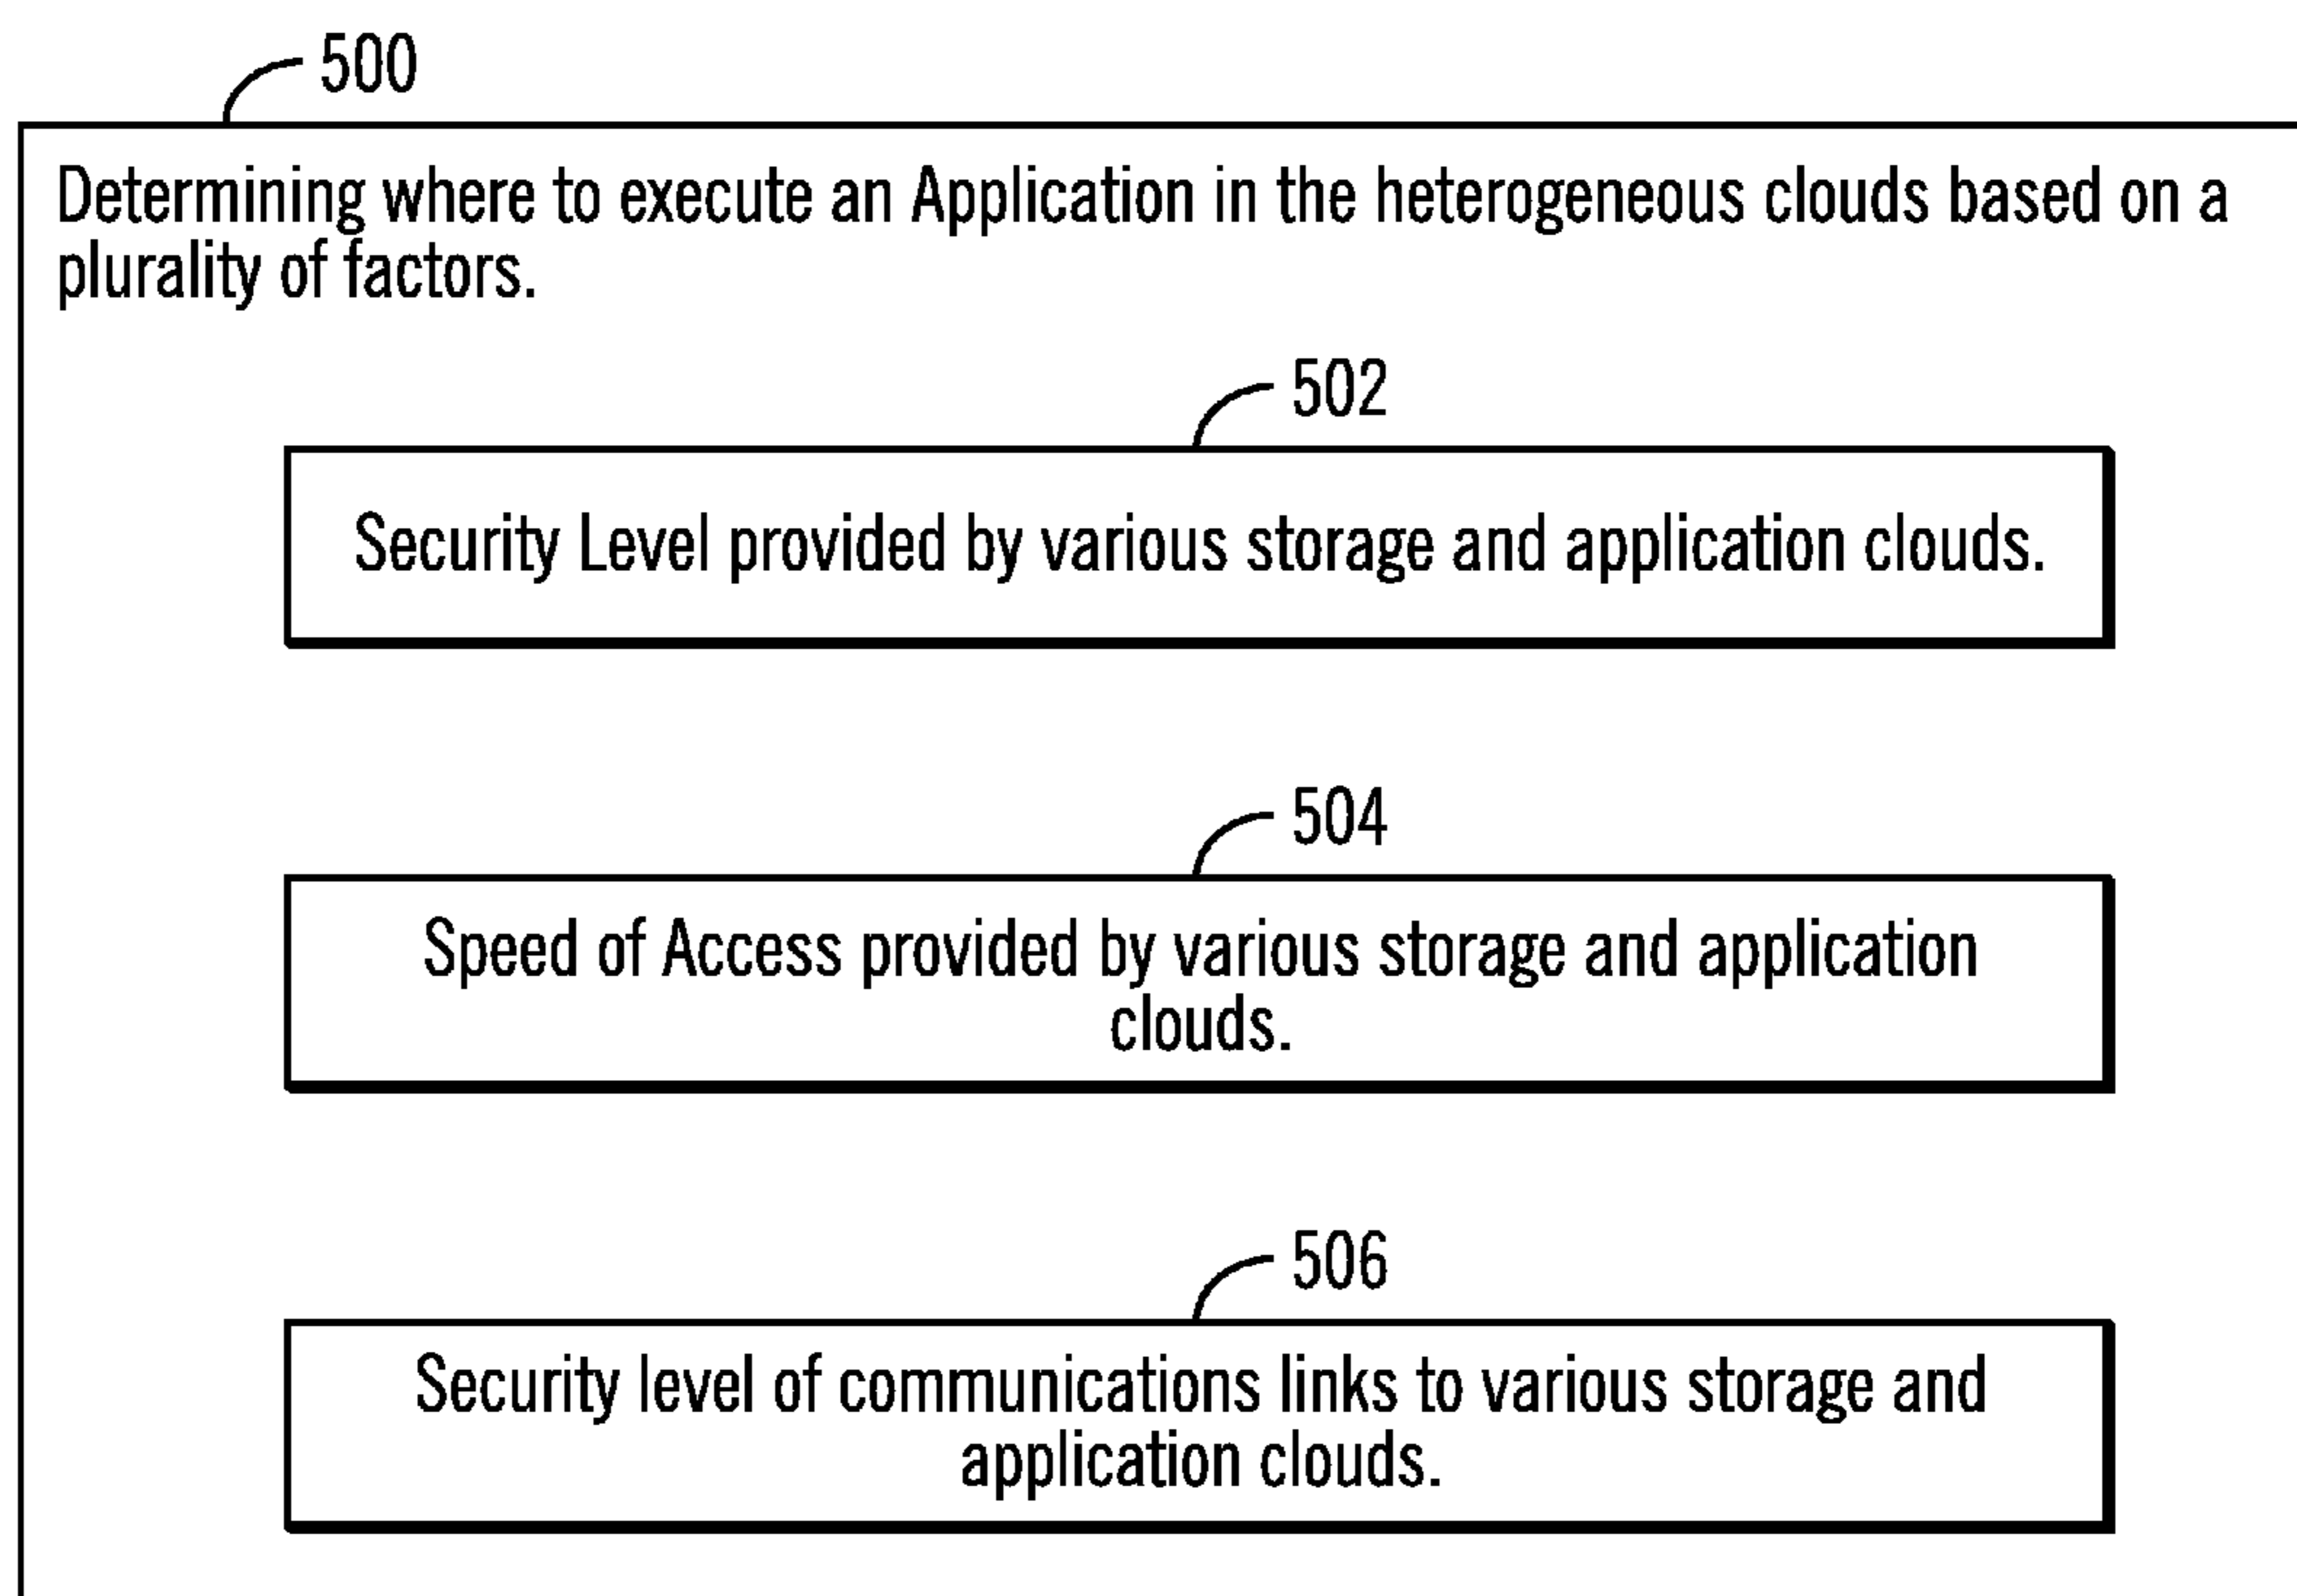 500
Determining where to execute an Application in the heterogeneous clouds based on a
plurality of factors.
502
Security Level provided by various storage and application clouds.
504
Speed of Access provided by various storage and application
clouds.
506
Security level of communications links to various storage and
application clouds.